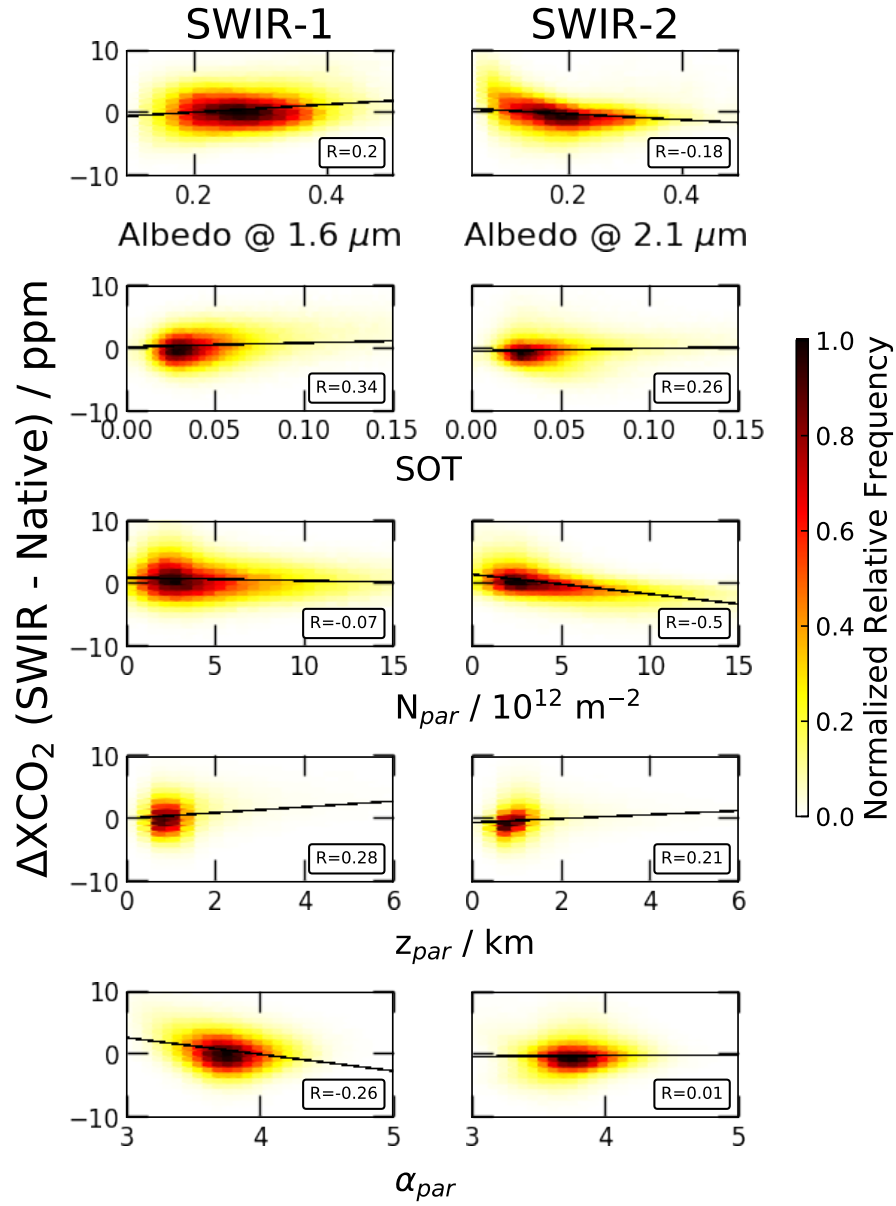 SWIR-1 SWIR-2
ΔXCO₂ (SWIR - Native) / ppm
10
0
−10
R=0.2
R=-0.18
0.2 0.4 0.2 0.4
Albedo @ 1.6 μm Albedo @ 2.1 μm
10
0
−10
R=0.34
R=0.26
0.00 0.05 0.10 0.15 0.00 0.05 0.10 0.15
SOT
10
0
−10
R=-0.07
R=-0.5
0 5 10 15 0 5 10 15
N_par / 10¹² m⁻²
10
0
−10
R=0.28
R=0.21
0 2 4 6 0 2 4 6
z_par / km
10
0
−10
R=-0.26
R=0.01
3 4 5 3 4 5
α_par
1.0
0.8
0.6
0.4
0.2
0.0
Normalized Relative Frequency